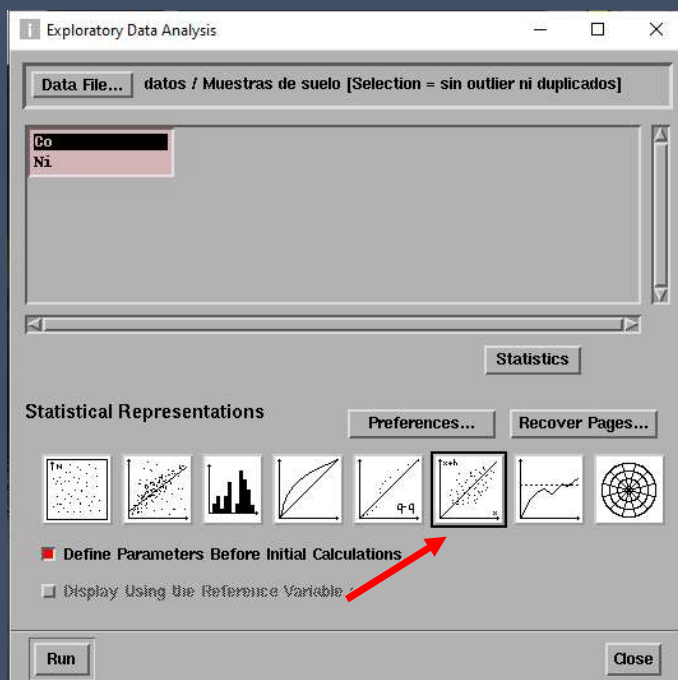 Exploratory Data Analysis
Data File... datos / Muestras de suelo [Selection = sin outlier ni duplicados]
Co
Ni
Statistics
Statistical Representations
Preferences... Recover Pages...
N
q-q
x+h
x
Define Parameters Before Initial Calculations
Display Using the Reference Variable :
Run
Close